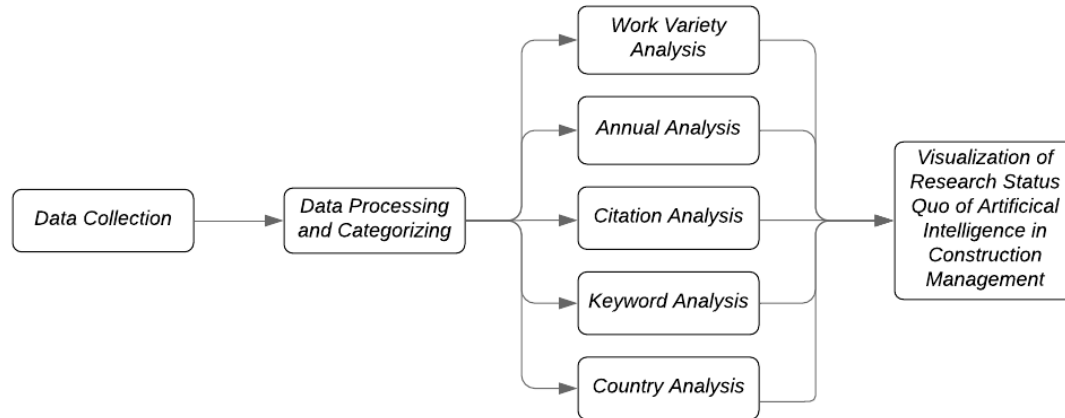 Work Variety
Analysis
Annual Analysis
Data Collection
Data Processing
and Categorizing
Citation Analysis
Keyword Analysis
Country Analysis
Visualization of
Research Status
Quo of Artificical
Intelligence in
Construction
Management